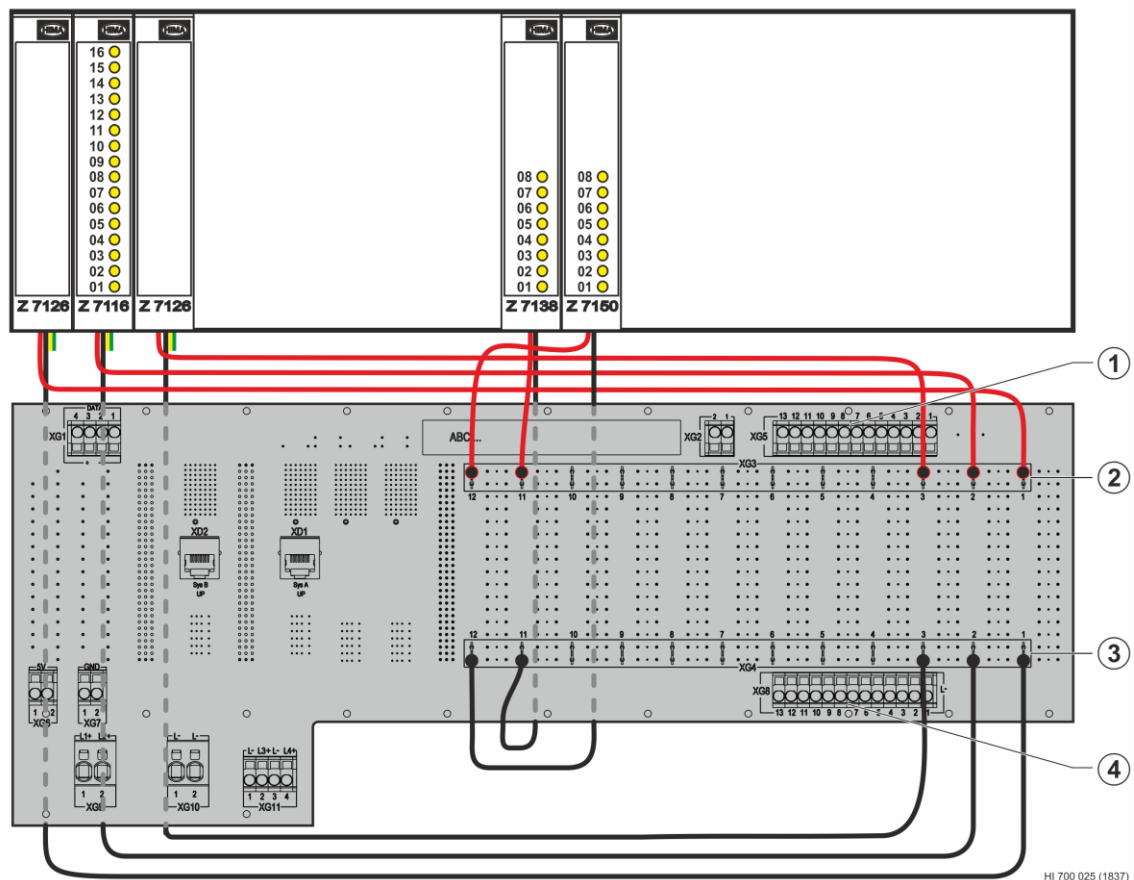 HIMA HIMA HIMA HIMA HIMA
16
15
14
13
12
11
10
09
08 08 08
07 07 07
06 06 06
05 05 05
04 04 04
03 03 03
02 02 02
01 01 01
Z 7126 Z 7116 Z 7126 Z 7138 Z 7150
1
DATA
4 3 2 1
XG1
+ -
ABC...
2 1
XG2
13 12 11 10 9 8 7 6 5 4 3 2 1
XG5
XG3
2
12 11 10 9 8 7 6 5 4 3 2 1
XD2 XD1
Sys B Sys A
UP UP
12 11 10 9 8 7 6 5 4 3 2 1
3
XG4
5V GND
1 2 1 2
XG6 XG7
XG8 L-
13 12 11 10 9 8 7 6 5 4 3 2 1
4
L1+ L2+ L- L- L- L3+ L- L4+
1 2 1 2 1 2 3 4
XG9 XG10 XG11
HI 700 025 (1837)